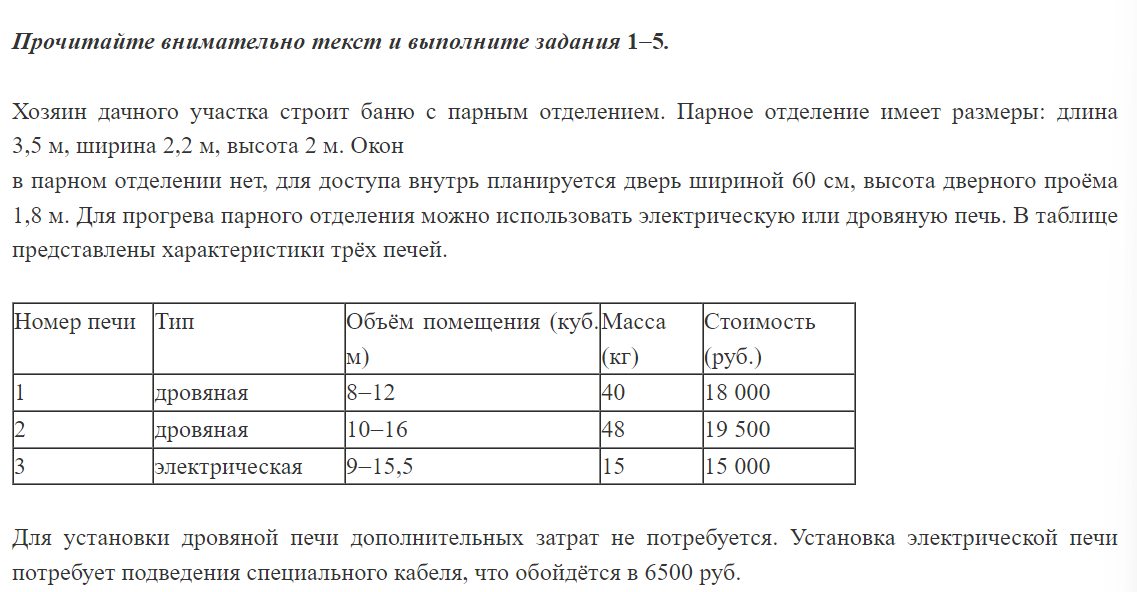 Прочитайте внимательно текст и выполните задания 1–5.
Хозяин дачного участка строит баню с парным отделением. Парное отделение имеет размеры: длина
3,5 м, ширина 2,2 м, высота 2 м. Окон
в парном отделении нет, для доступа внутрь планируется дверь шириной 60 см, высота дверного проёма
1,8 м. Для прогрева парного отделения можно использовать электрическую или дровяную печь. В таблице
представлены характеристики трёх печей.
Номер печи Тип Объём помещения (куб. м) Масса (кг) Стоимость (руб.)
1 дровяная 8–12 40 18 000
2 дровяная 10–16 48 19 500
3 электрическая 9–15,5 15 15 000
Для установки дровяной печи дополнительных затрат не потребуется. Установка электрической печи
потребует подведения специального кабеля, что обойдётся в 6500 руб.